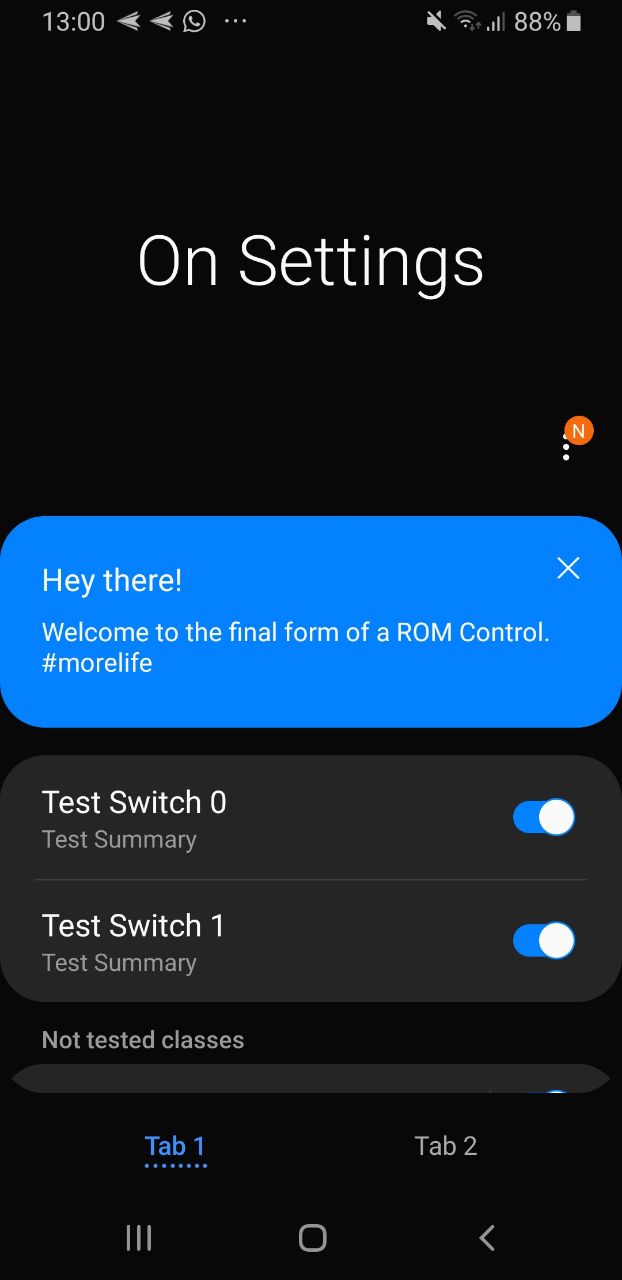 13:00 88%
On Settings
N
Hey there!
Welcome to the final form of a ROM Control.
#morelife
Test Switch 0
Test Summary
Test Switch 1
Test Summary
Not tested classes
Tab 1 Tab 2